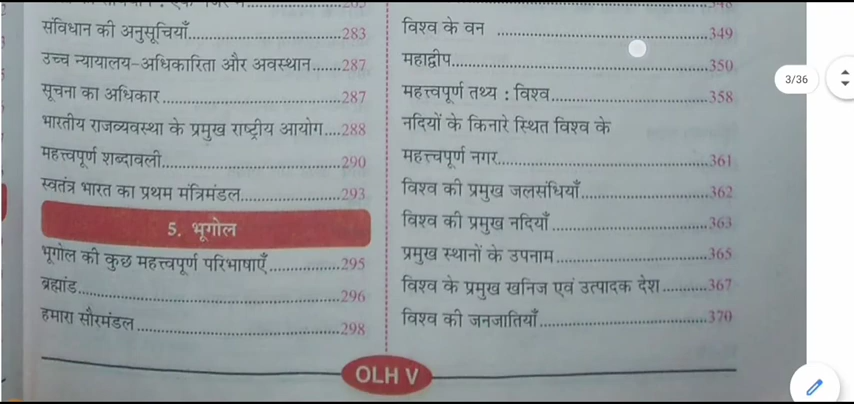 संविधान की अनुसूचियाँ.....283
उच्च न्यायालय-अधिकारिता और अवस्थान.....287
सूचना का अधिकार.....287
भारतीय राजव्यवस्था के प्रमुख राष्ट्रीय आयोग....288
महत्त्वपूर्ण शब्दावली.....290
स्वतंत्र भारत का प्रथम मंत्रिमंडल.....293
5. भूगोल
भूगोल की कुछ महत्त्वपूर्ण परिभाषाएँ.....295
ब्रह्मांड.....296
हमारा सौरमंडल.....298
348
विश्व के वन.....349
महाद्वीप.....350
महत्त्वपूर्ण तथ्य : विश्व.....358
नदियों के किनारे स्थित विश्व के
महत्त्वपूर्ण नगर.....361
विश्व की प्रमुख जलसंधियाँ.....362
विश्व की प्रमुख नदियाँ.....363
प्रमुख स्थानों के उपनाम.....365
विश्व के प्रमुख खनिज एवं उत्पादक देश.....367
विश्व की जनजातियाँ.....370
OLH V
3/36